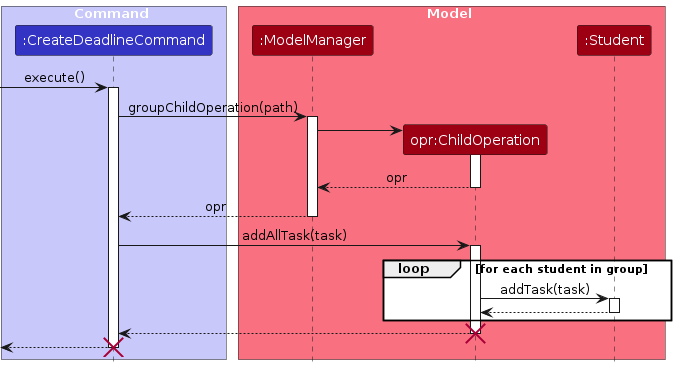 Command
Model
:CreateDeadlineCommand
:ModelManager
:Student
execute()
groupChildOperation(path)
opr:ChildOperation
opr
opr
addAllTask(task)
loop
[for each student in group]
addTask(task)